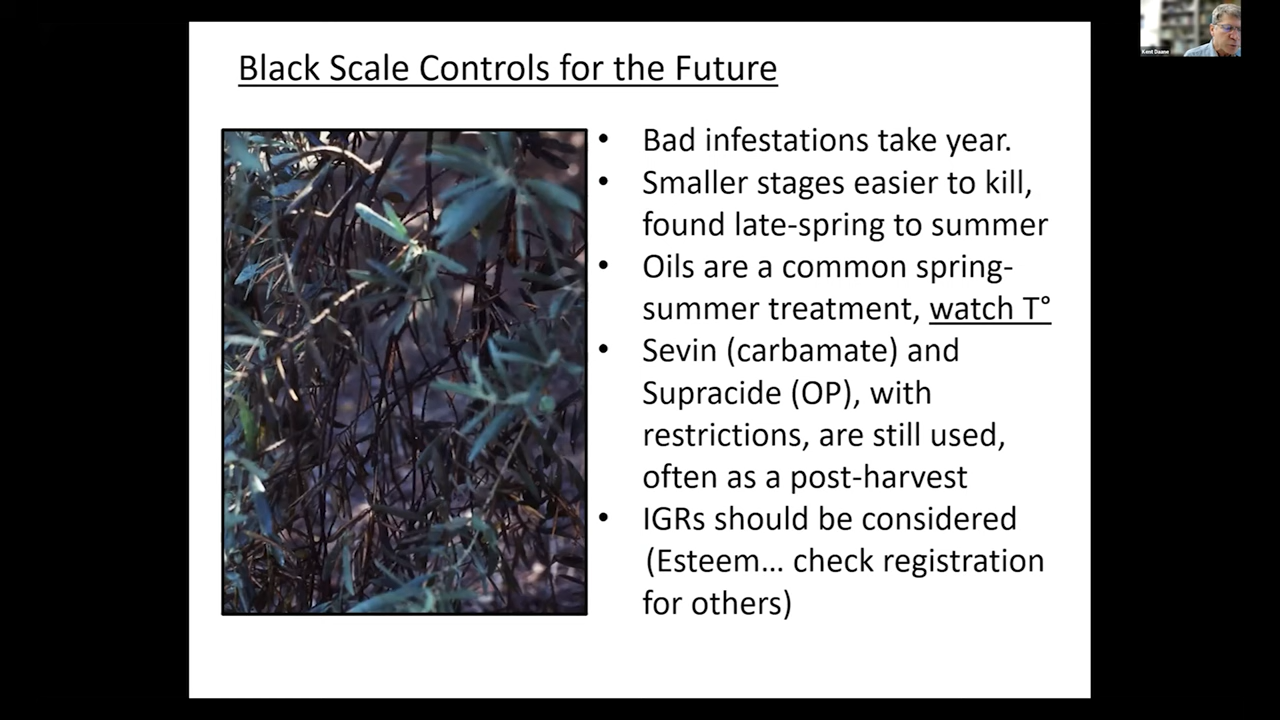 Black Scale Controls for the Future
• Bad infestations take year.
• Smaller stages easier to kill,
found late-spring to summer
• Oils are a common spring-
summer treatment, watch T°
• Sevin (carbamate) and
Supracide (OP), with
restrictions, are still used,
often as a post-harvest
• IGRs should be considered
(Esteem... check registration
for others)
Kent Daane